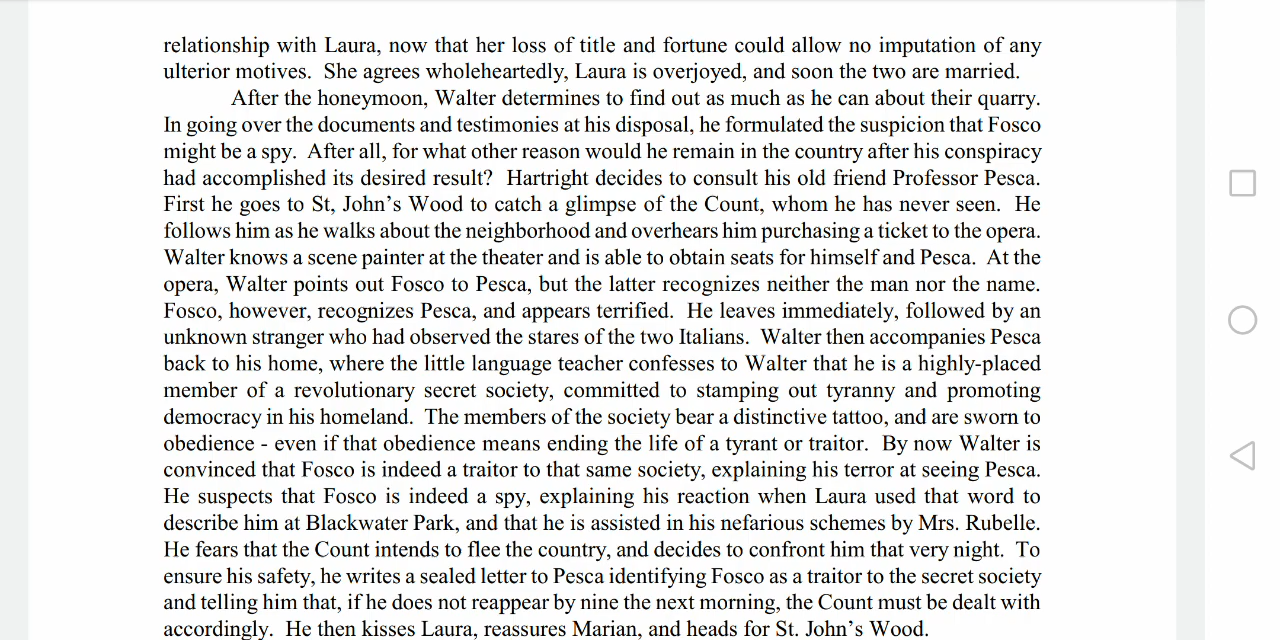 relationship with Laura, now that her loss of title and fortune could allow no imputation of any
ulterior motives.  She agrees wholeheartedly, Laura is overjoyed, and soon the two are married.
After the honeymoon, Walter determines to find out as much as he can about their quarry.
In going over the documents and testimonies at his disposal, he formulated the suspicion that Fosco
might be a spy.  After all, for what other reason would he remain in the country after his conspiracy
had accomplished its desired result?  Hartright decides to consult his old friend Professor Pesca.
First he goes to St, John’s Wood to catch a glimpse of the Count, whom he has never seen.  He
follows him as he walks about the neighborhood and overhears him purchasing a ticket to the opera.
Walter knows a scene painter at the theater and is able to obtain seats for himself and Pesca.  At the
opera, Walter points out Fosco to Pesca, but the latter recognizes neither the man nor the name.
Fosco, however, recognizes Pesca, and appears terrified.  He leaves immediately, followed by an
unknown stranger who had observed the stares of the two Italians.  Walter then accompanies Pesca
back to his home, where the little language teacher confesses to Walter that he is a highly-placed
member of a revolutionary secret society, committed to stamping out tyranny and promoting
democracy in his homeland.  The members of the society bear a distinctive tattoo, and are sworn to
obedience - even if that obedience means ending the life of a tyrant or traitor.  By now Walter is
convinced that Fosco is indeed a traitor to that same society, explaining his terror at seeing Pesca.
He suspects that Fosco is indeed a spy, explaining his reaction when Laura used that word to
describe him at Blackwater Park, and that he is assisted in his nefarious schemes by Mrs. Rubelle.
He fears that the Count intends to flee the country, and decides to confront him that very night.  To
ensure his safety, he writes a sealed letter to Pesca identifying Fosco as a traitor to the secret society
and telling him that, if he does not reappear by nine the next morning, the Count must be dealt with
accordingly.  He then kisses Laura, reassures Marian, and heads for St. John’s Wood.